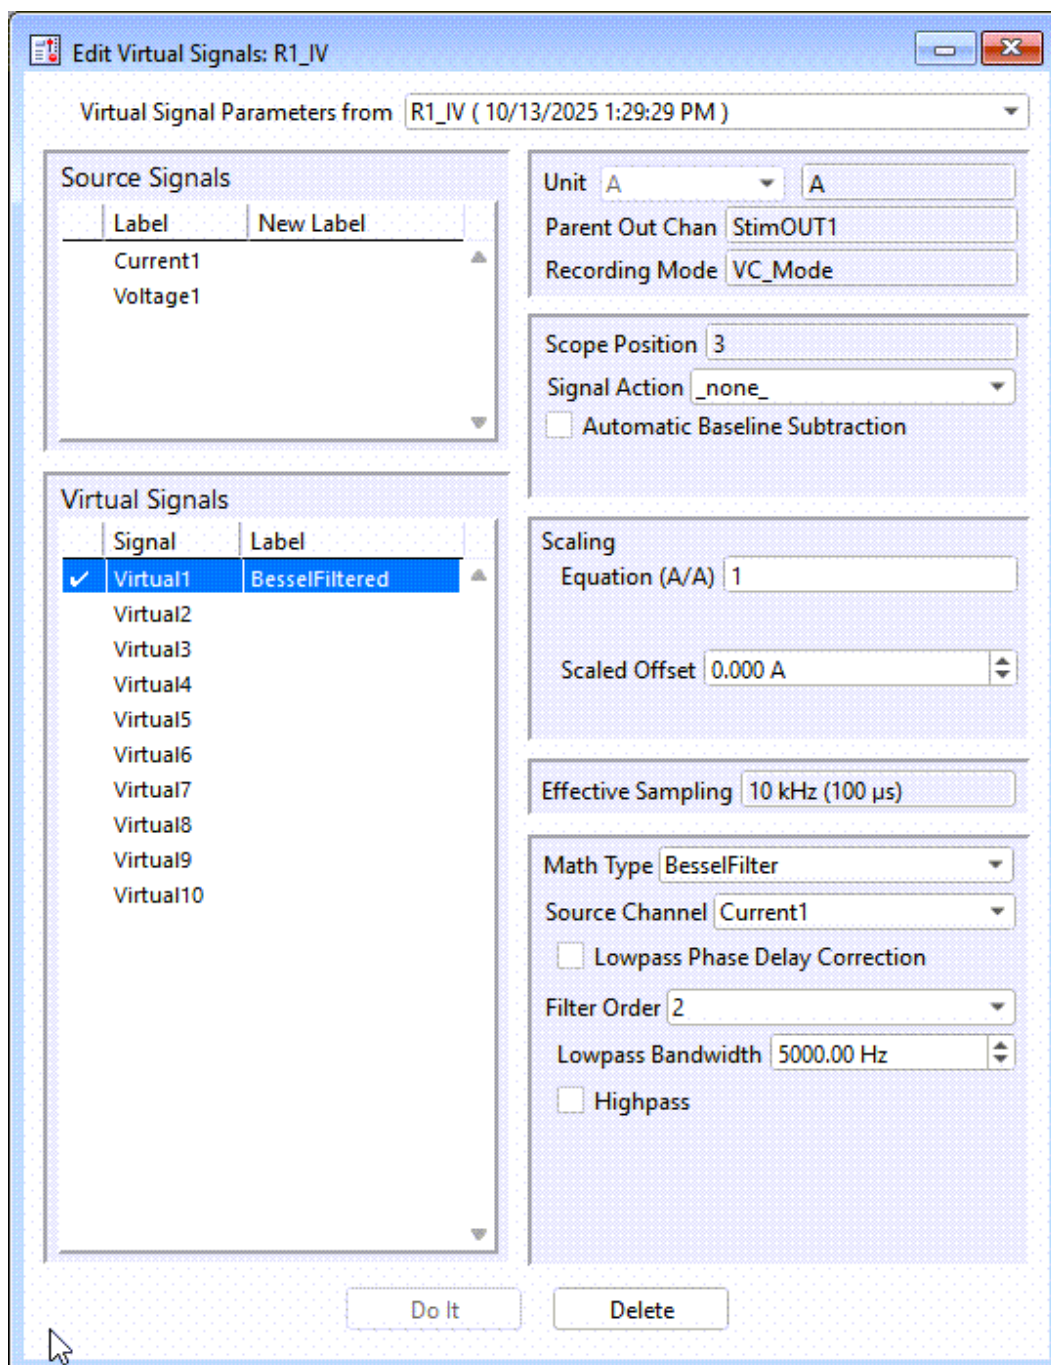 Edit Virtual Signals: R1_IV
Virtual Signal Parameters from R1_IV ( 10/13/2025 1:29:29 PM )
Source Signals
Label New Label
Current1
Voltage1
Virtual Signals
Signal Label
Virtual1 BesselFiltered
Virtual2
Virtual3
Virtual4
Virtual5
Virtual6
Virtual7
Virtual8
Virtual9
Virtual10
Unit A A
Parent Out Chan StimOUT1
Recording Mode VC_Mode
Scope Position 3
Signal Action _none_
Automatic Baseline Subtraction
Scaling
Equation (A/A) 1
Scaled Offset 0.000 A
Effective Sampling 10 kHz (100 µs)
Math Type BesselFilter
Source Channel Current1
Lowpass Phase Delay Correction
Filter Order 2
Lowpass Bandwidth 5000.00 Hz
Highpass
Do It Delete